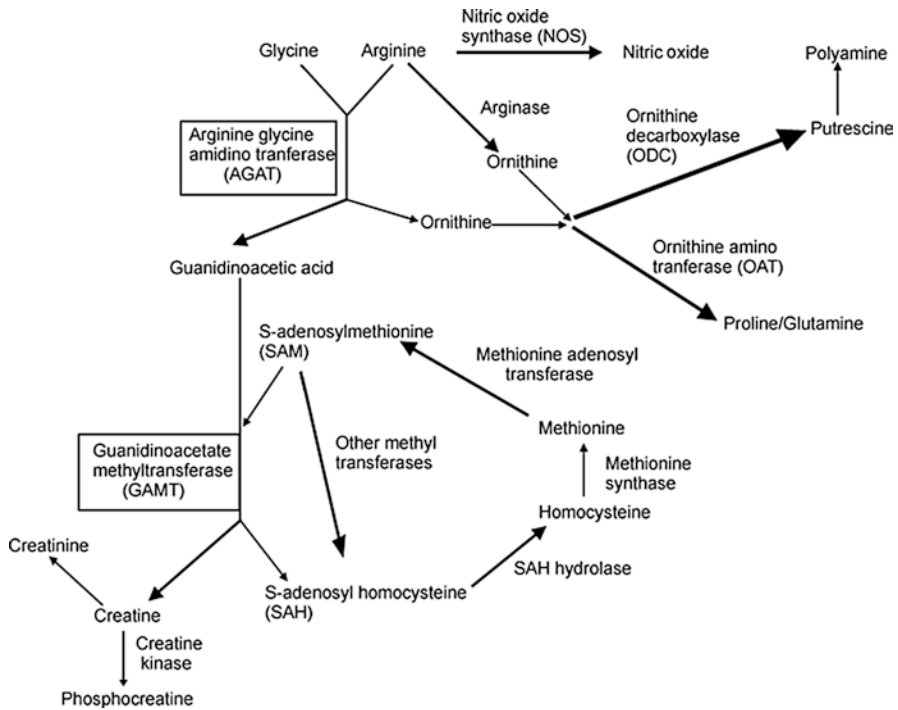 Nitric oxide
synthase (NOS)
Glycine
Arginine
Nitric oxide
Polyamine
Arginase
Ornithine
decarboxylase
(ODC)
Putrescine
Arginine glycine
amidino tranferase
(AGAT)
Ornithine
Ornithine
Ornithine amino
tranferase (OAT)
Guanidinoacetic acid
Proline/Glutamine
S-adenosylmethionine
(SAM)
Methionine adenosyl
transferase
Methionine
Guanidinoacetate
methyltransferase
(GAMT)
Other methyl
transferases
Methionine
synthase
Homocysteine
Creatinine
SAH hydrolase
S-adenosyl homocysteine
(SAH)
Creatine
Creatine
kinase
Phosphocreatine